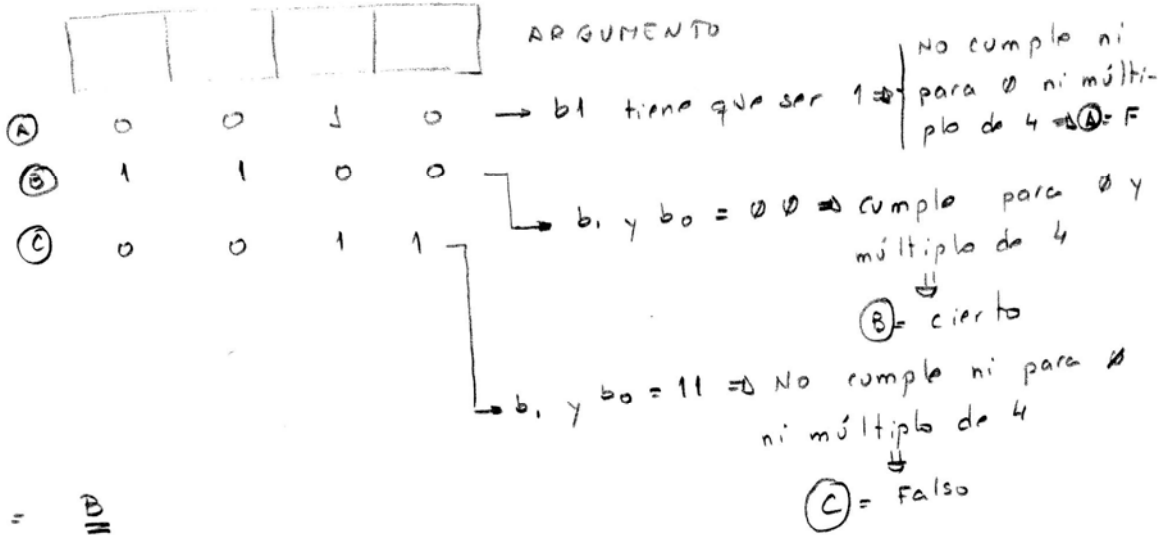 ARGUMENTO
No cumple ni
para ∅ ni múlti-
plo de 4 ⇒ Ⓐ = F
Ⓐ 0 0 1 0 → b1 tiene que ser 1 ⇒
Ⓑ 1 1 0 0
b1 y b0 = ∅ ∅ ⇒ cumple para ∅ y
múltiplo de 4
⇓
Ⓑ = cierto
Ⓒ 0 0 1 1
b1 y b0 = 11 ⇒ No cumple ni para ∅
ni múltiplo de 4
⇓
Ⓒ = Falso
= B